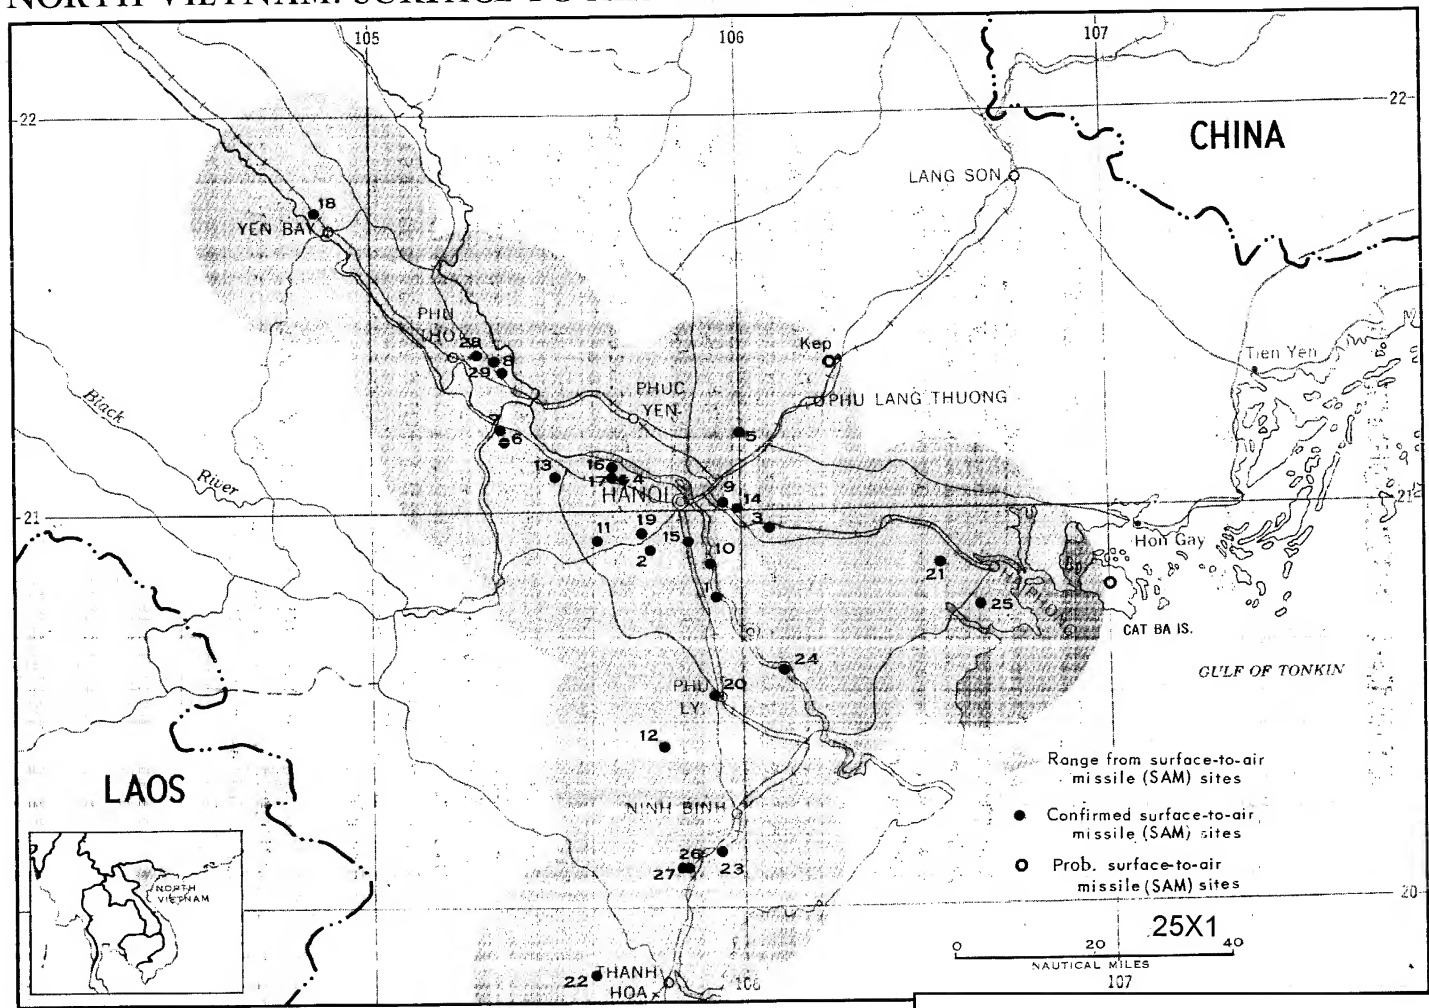 NORTH VIETNAM: SURFACE-TO-
105
106
107
22
22
CHINA
LANG SON
18
YEN BAY
PHU
THO
28
8
29
Kep
Tien Yen
PHUC
YEN
PHU LANG THUONG
Black
River
7
6
5
13
16
17
4
HANOI
9
14
3
21
21
11
19
2
15
10
1
Hon Gay
21
HAIPHONG
25
CAT BA IS.
GULF OF TONKIN
24
PHU
LY
20
12
LAOS
NINH BINH
Range from surface-to-air
missile (SAM) sites
Confirmed surface-to-air
missile (SAM) sites
Prob. surface-to-air
missile (SAM) sites
26
27
23
20
NORTH
VIETNAM
25X1
0
20
40
NAUTICAL MILES
22
THANH
HOA
106
107